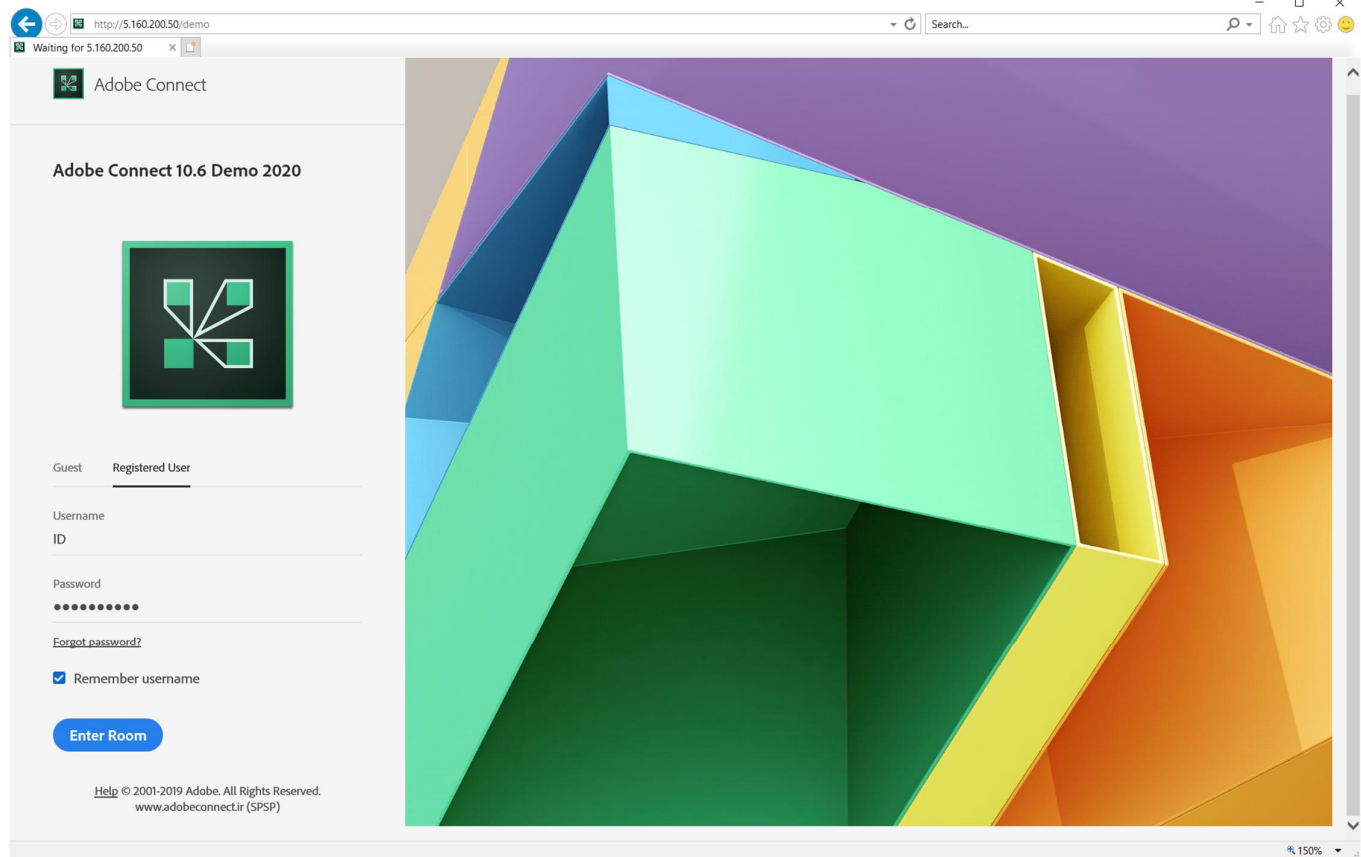 http://5.160.200.50/demo
Search...
Waiting for 5.160.200.50
Adobe Connect
Adobe Connect 10.6 Demo 2020
Guest Registered User
Username
ID
Password
●●●●●●●●●●
Forgot password?
Remember username
Enter Room
Help © 2001-2019 Adobe. All Rights Reserved.
www.adobeconnect.ir (SPSP)
150%